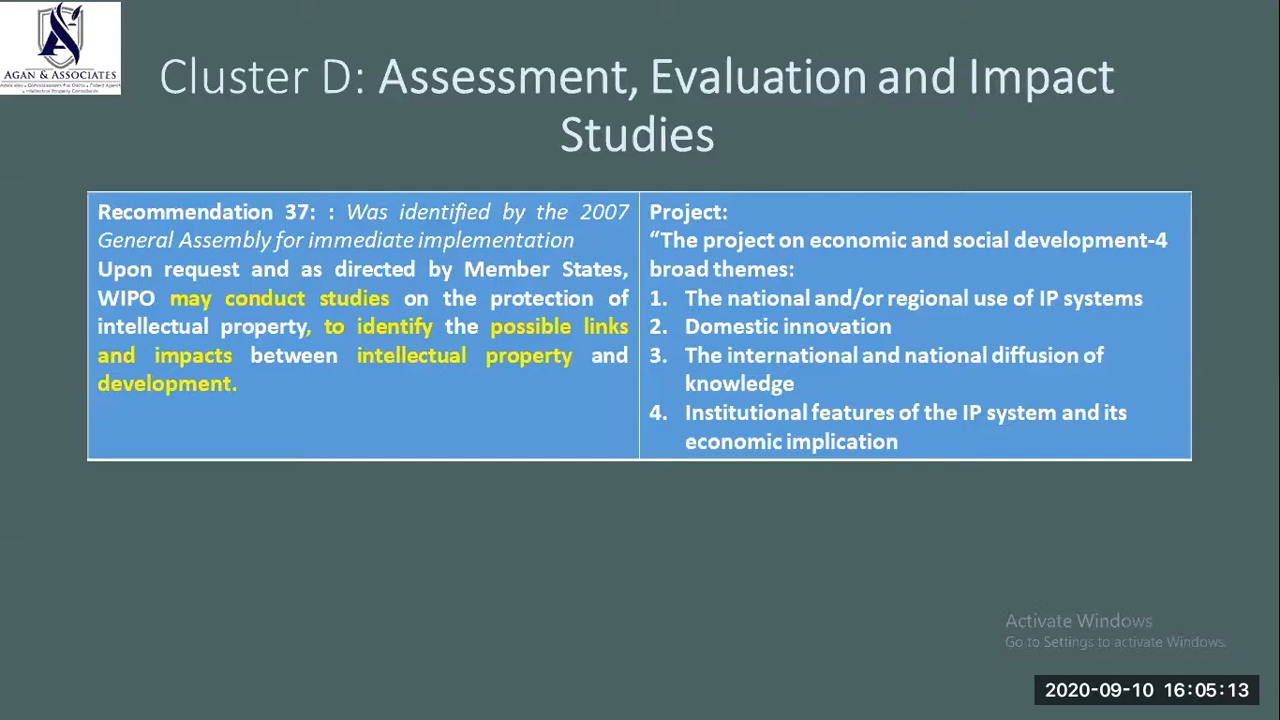 AGAN & ASSOCIATES
Cluster D: Assessment, Evaluation and Impact
Studies
Recommendation 37: : Was identified by the 2007
General Assembly for immediate implementation
Upon request and as directed by Member States,
WIPO may conduct studies on the protection of
intellectual property, to identify the possible links
and impacts between intellectual property and
development.
Project:
“The project on economic and social development-4
broad themes:
1. The national and/or regional use of IP systems
2. Domestic innovation
3. The international and national diffusion of
knowledge
4. Institutional features of the IP system and its
economic implication
Activate Windows
Go to Settings to activate Windows.
2020-09-10 16:05:13